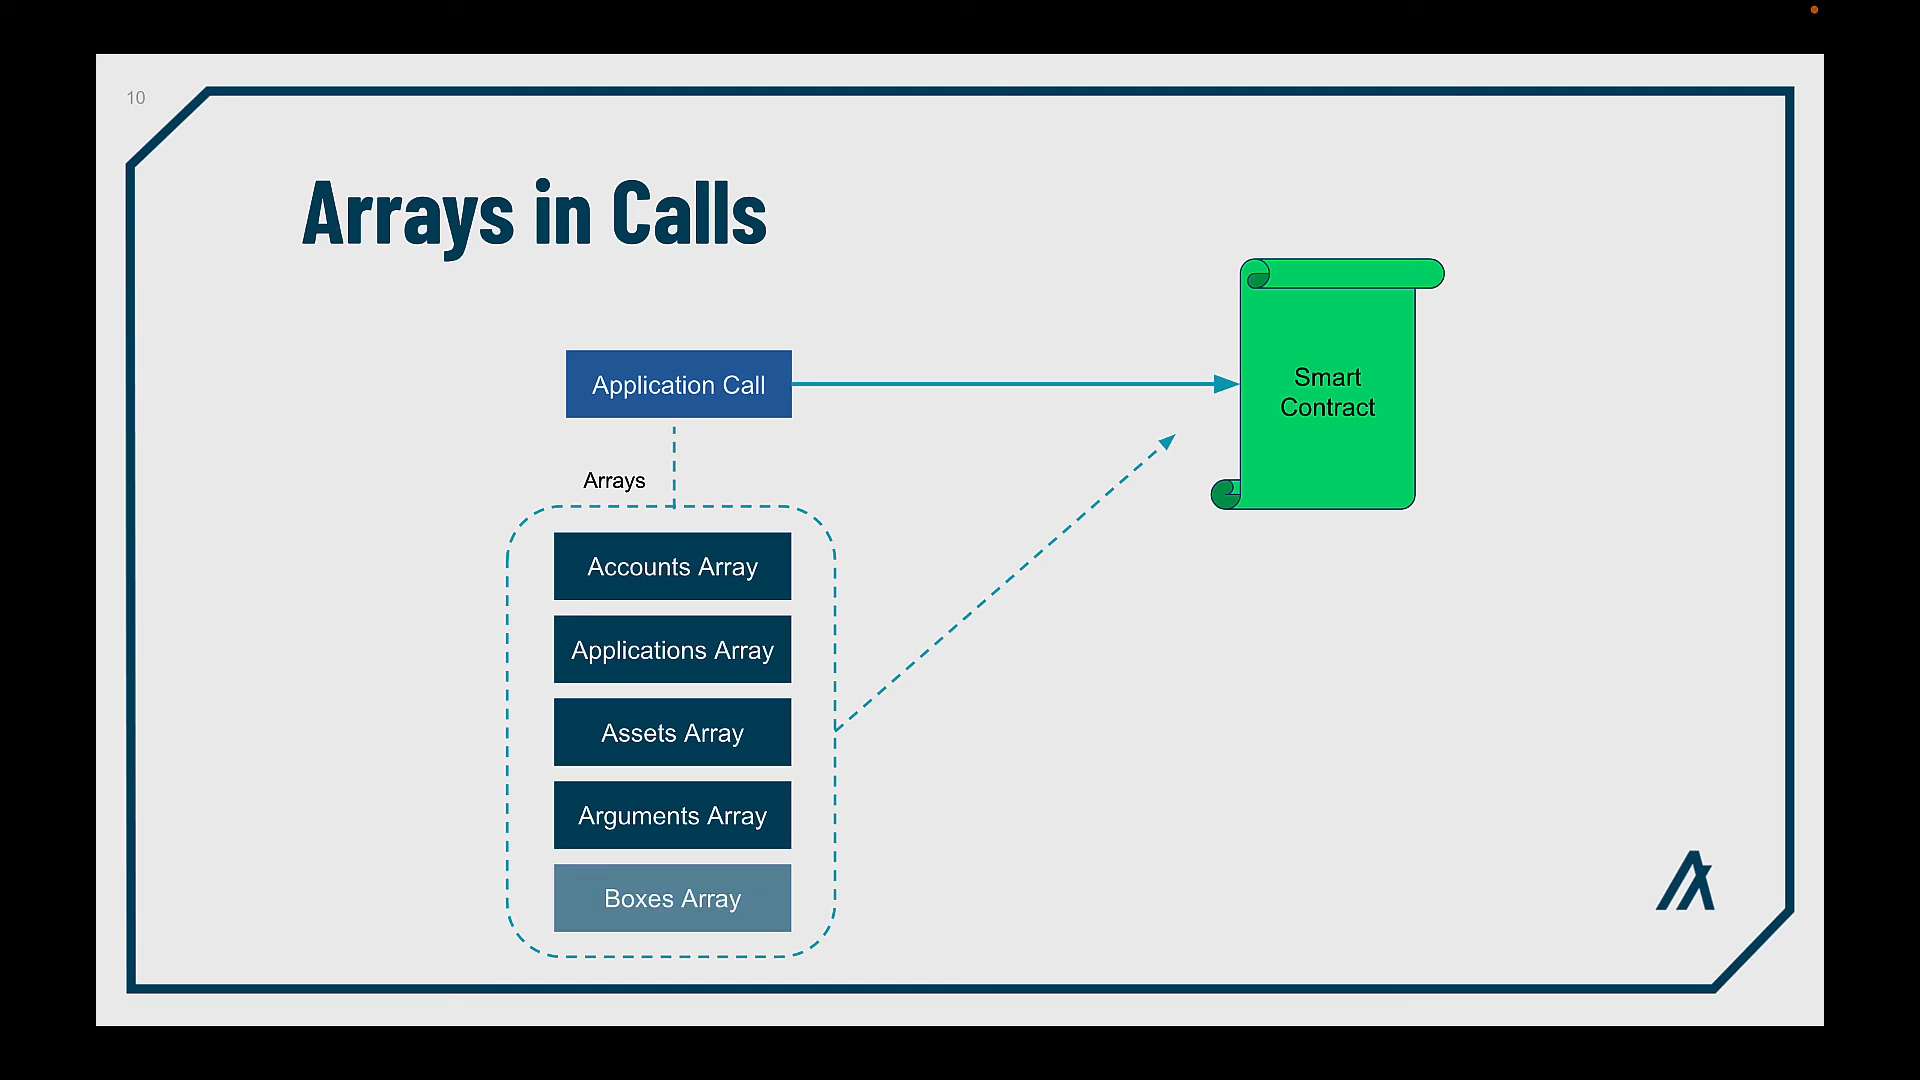 10
Arrays in Calls
Application Call
Smart
Contract
Arrays
Accounts Array
Applications Array
Assets Array
Arguments Array
Boxes Array